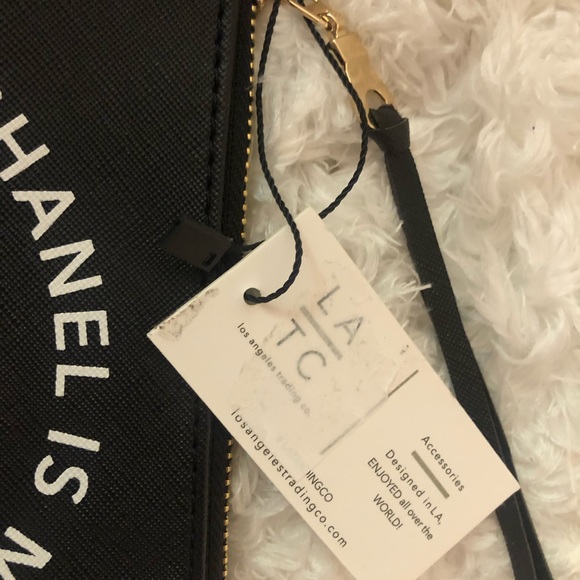 CHANEL IS
LA
TC
los angeles trading co.
INGCO
losangelestradingco.com
Accessories
Designed in LA,
ENJOYED all over the
WORLD!